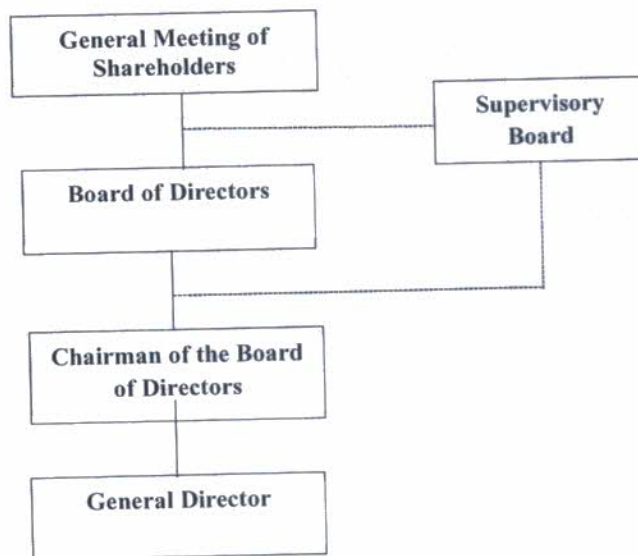 General Meeting of
Shareholders
Supervisory
Board
Board of Directors
Chairman of the Board
of Directors
General Director